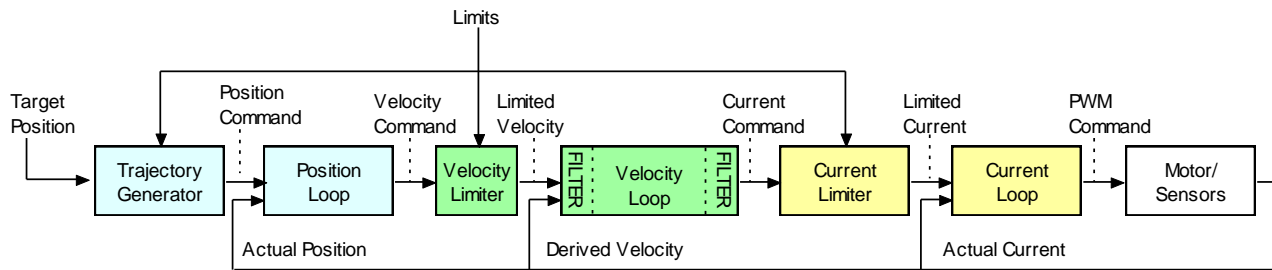 Limits
Target
Position
Position
Command
Velocity
Command
Limited
Velocity
Current
Command
Limited
Current
PWM
Command
Trajectory
Generator
Position
Loop
Velocity
Limiter
FILTER
Velocity
Loop
FILTER
Current
Limiter
Current
Loop
Motor/
Sensors
Actual Position
Derived Velocity
Actual Current